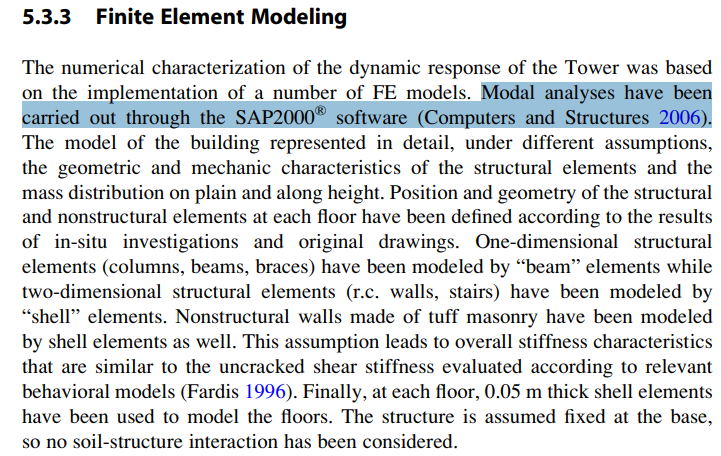 5.3.3 Finite Element Modeling
The numerical characterization of the dynamic response of the Tower was based
on the implementation of a number of FE models. Modal analyses have been
carried out through the SAP2000® software (Computers and Structures 2006).
The model of the building represented in detail, under different assumptions,
the geometric and mechanic characteristics of the structural elements and the
mass distribution on plain and along height. Position and geometry of the structural
and nonstructural elements at each floor have been defined according to the results
of in-situ investigations and original drawings. One-dimensional structural
elements (columns, beams, braces) have been modeled by “beam” elements while
two-dimensional structural elements (r.c. walls, stairs) have been modeled by
“shell” elements. Nonstructural walls made of tuff masonry have been modeled
by shell elements as well. This assumption leads to overall stiffness characteristics
that are similar to the uncracked shear stiffness evaluated according to relevant
behavioral models (Fardis 1996). Finally, at each floor, 0.05 m thick shell elements
have been used to model the floors. The structure is assumed fixed at the base,
so no soil-structure interaction has been considered.